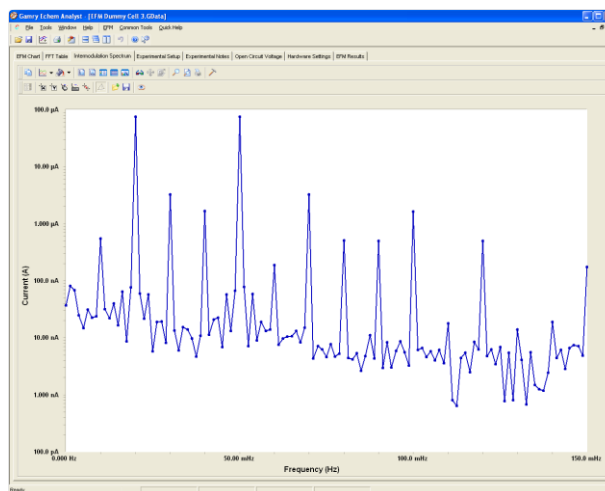 Gamry Echem Analyst - [EFM Dummy Cell 3.GData]
File Tools Window Help EFM Common Tools Quick Help
EFM Chart FFT Table Intermodulation Spectrum Experimental Setup Experimental Notes Open Circuit Voltage Hardware Settings EFM Results
100.0 µA
10.00 µA
1.000 µA
100.0 nA
10.00 nA
1.000 nA
100.0 pA
Current (A)
0.000 Hz 50.00 mHz 100.0 mHz 150.0 mHz
Frequency (Hz)
Ready